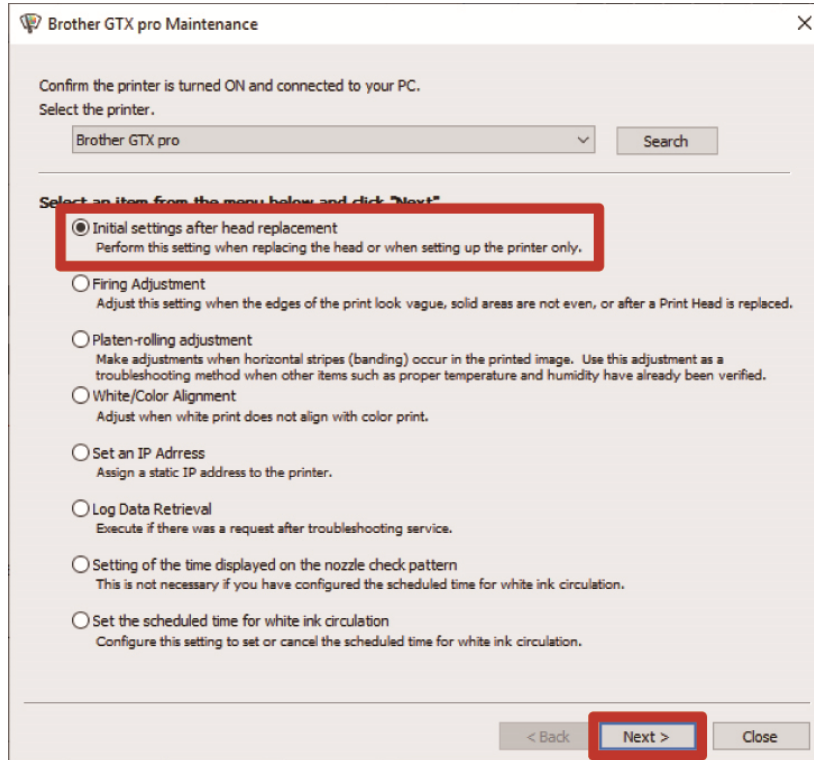 Brother GTX pro Maintenance
Confirm the printer is turned ON and connected to your PC.
Select the printer.
Brother GTX pro
Search
Select an item from the menu below and click "Next"
Initial settings after head replacement
Perform this setting when replacing the head or when setting up the printer only.
Firing Adjustment
Adjust this setting when the edges of the print look vague, solid areas are not even, or after a Print Head is replaced.
Platen-rolling adjustment
Make adjustments when horizontal stripes (banding) occur in the printed image. Use this adjustment as a
troubleshooting method when other items such as proper temperature and humidity have already been verified.
White/Color Alignment
Adjust when white print does not align with color print.
Set an IP Adrress
Assign a static IP address to the printer.
Log Data Retrieval
Execute if there was a request after troubleshooting service.
Setting of the time displayed on the nozzle check pattern
This is not necessary if you have configured the scheduled time for white ink circulation.
Set the scheduled time for white ink circulation
Configure this setting to set or cancel the scheduled time for white ink circulation.
< Back
Next >
Close